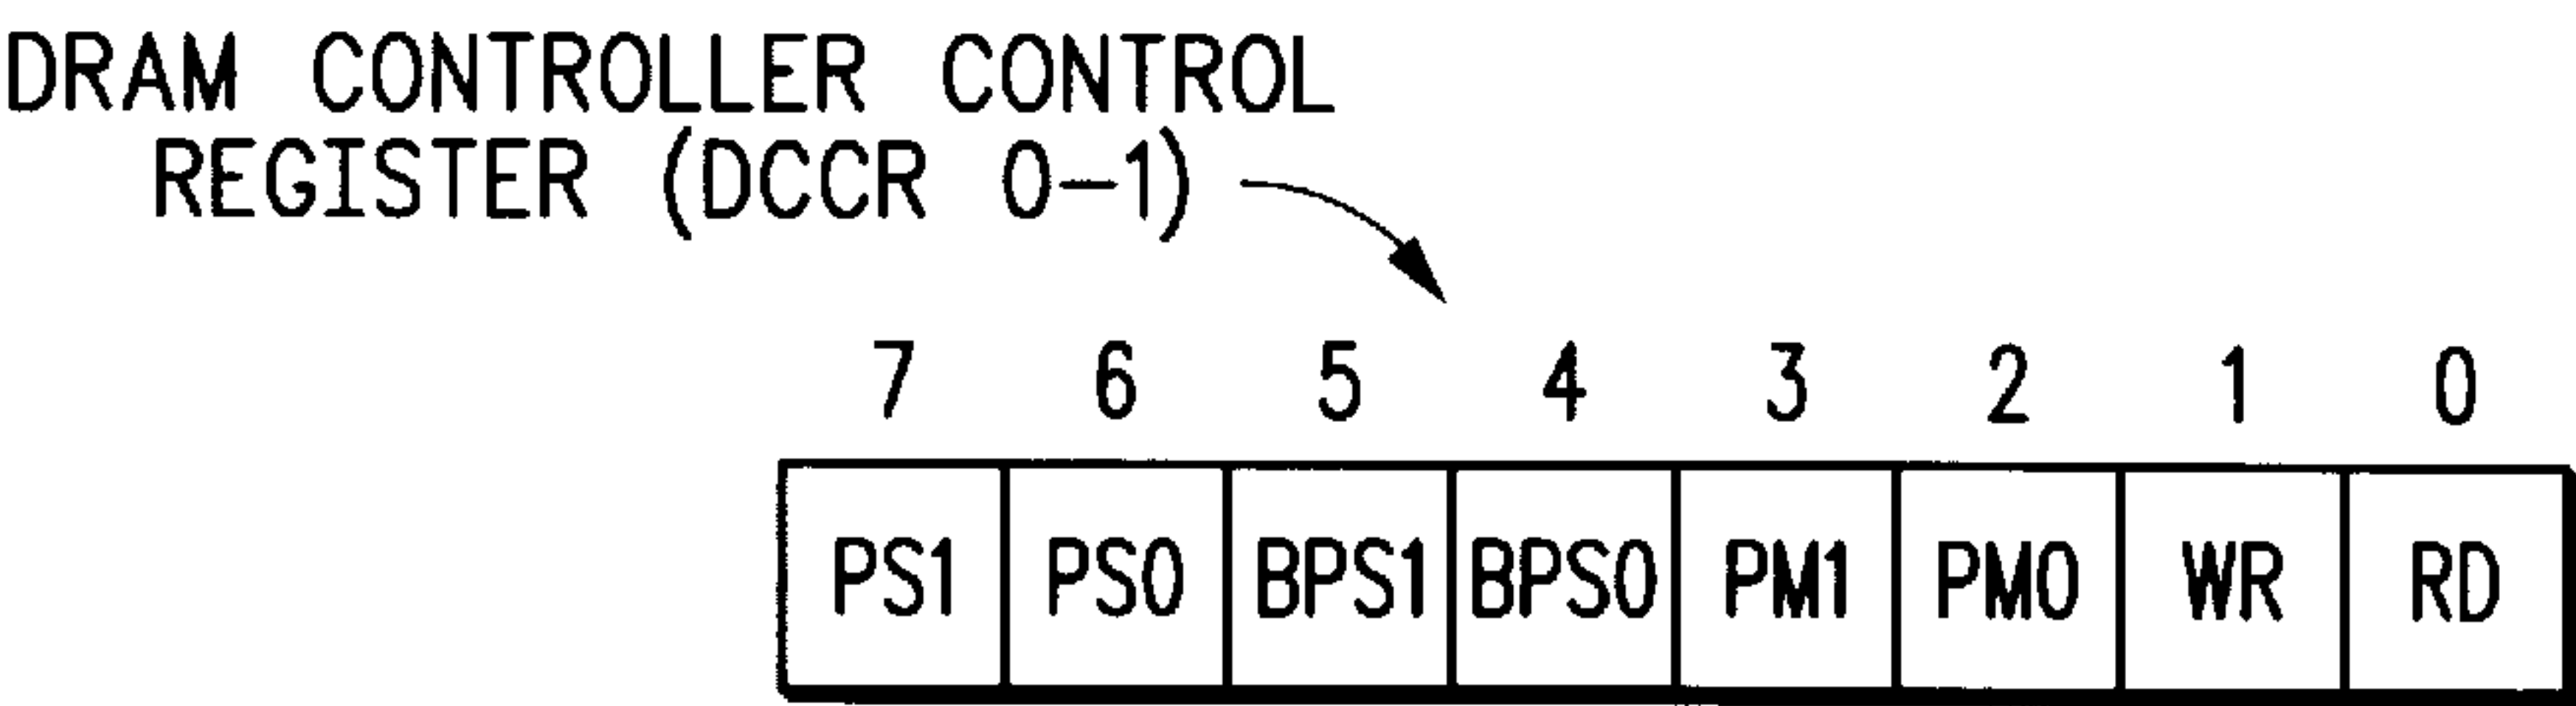 DRAM CONTROLLER CONTROL
REGISTER (DCCR 0-1)
7 6 5 4 3 2 1 0
PS1 PS0 BPS1 BPS0 PM1 PM0 WR RD